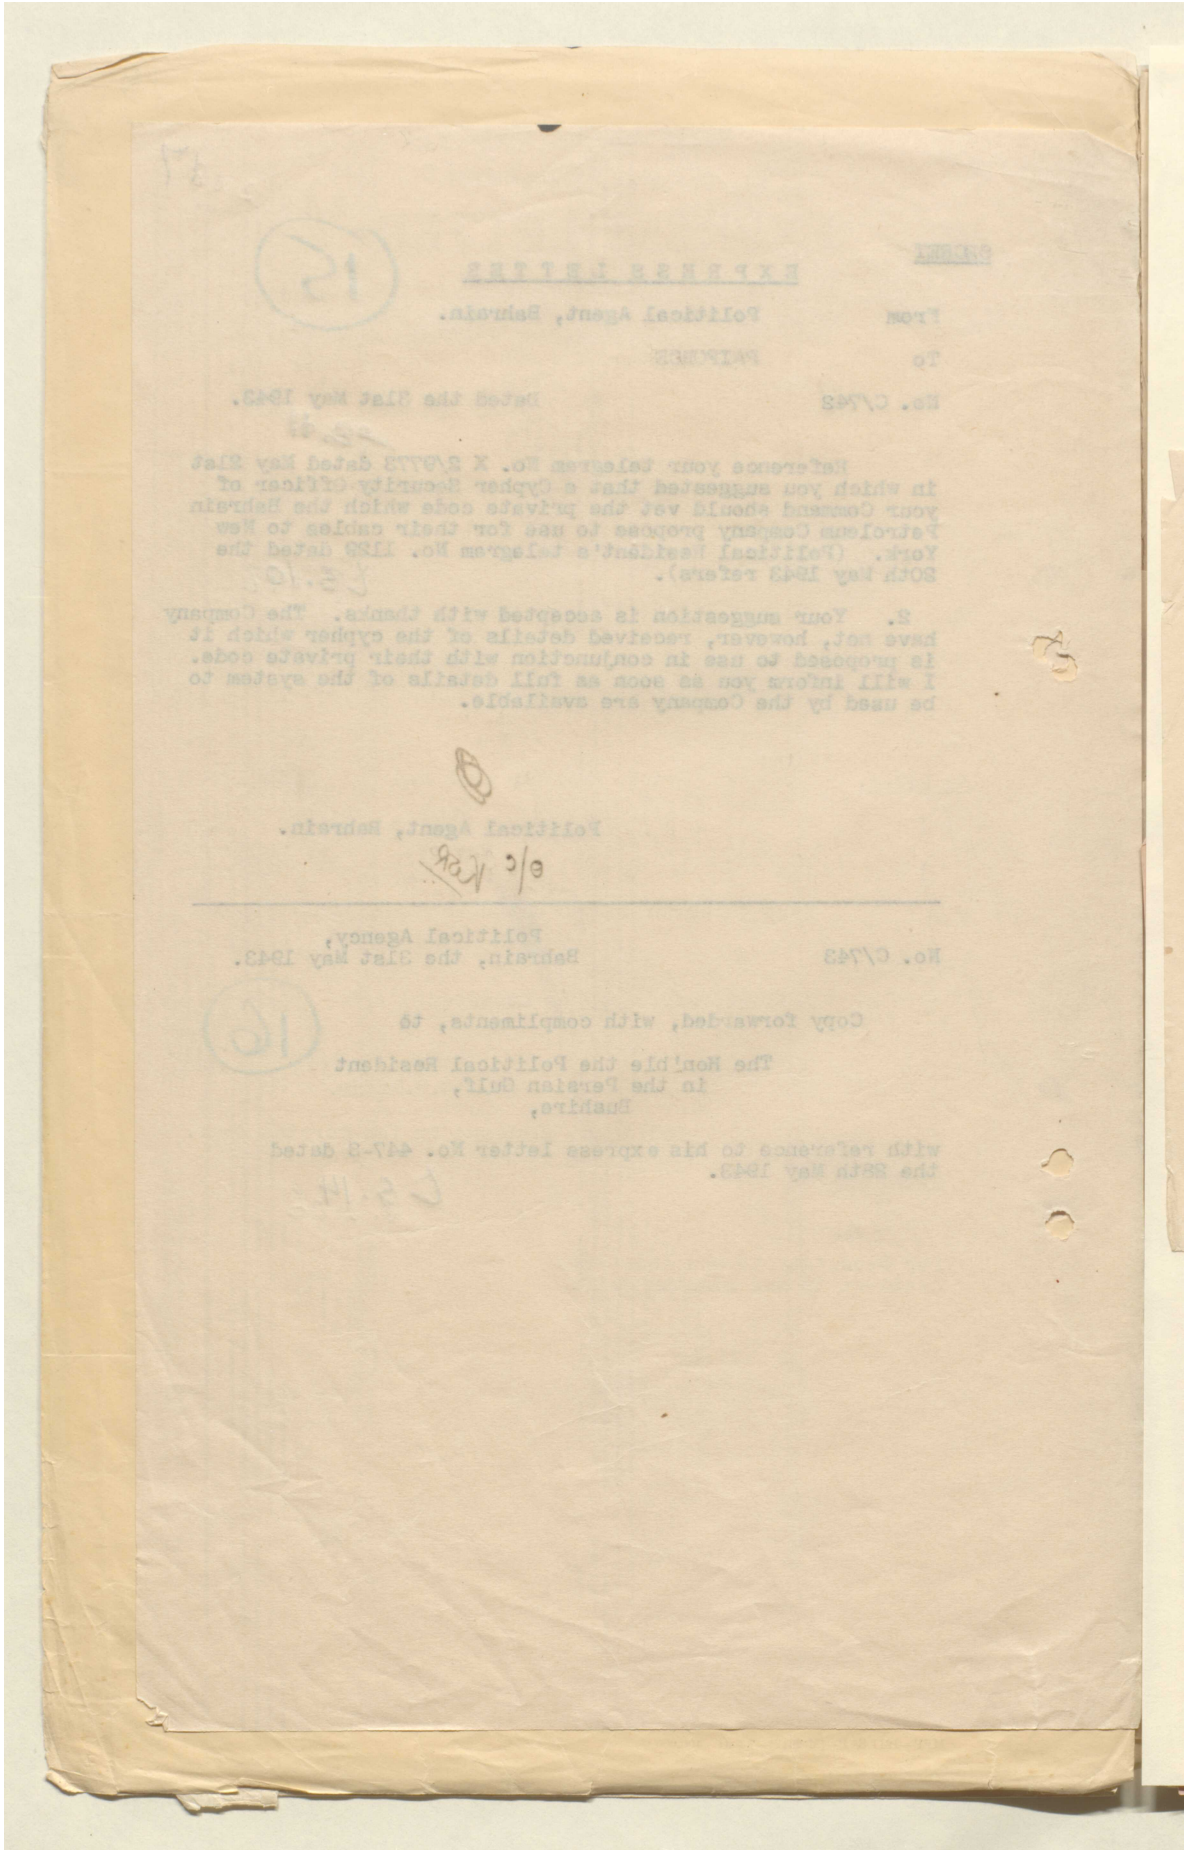 EXPRESS LETTER
15
From Political Agent, Bahrain.
To PAIFORCE
No. C/742 Dated the 31st May 1943.
Reference your telegram No. X 2/9773 dated May 21st
in which you suggested that a Cypher Security Officer of
your Command should vet the private code which the Bahrain
Petroleum Company propose to use for their cables to New
York. (Political Resident's telegram No. 1129 dated the
20th May 1943 refers).
2. Your suggestion is accepted with thanks. The Company
have not, however, received details of the cypher which it
is proposed to use in conjunction with their private code.
I will inform you as soon as full details of the system to
be used by the Company are available.
Political Agent, Bahrain.
No. C/743
Political Agency,
Bahrain, the 31st May 1943.
16
Copy forwarded, with compliments, to
The Hon'ble the Political Resident
in the Persian Gulf,
Bushire,
with reference to his express letter No. 447-S dated
the 28th May 1943.